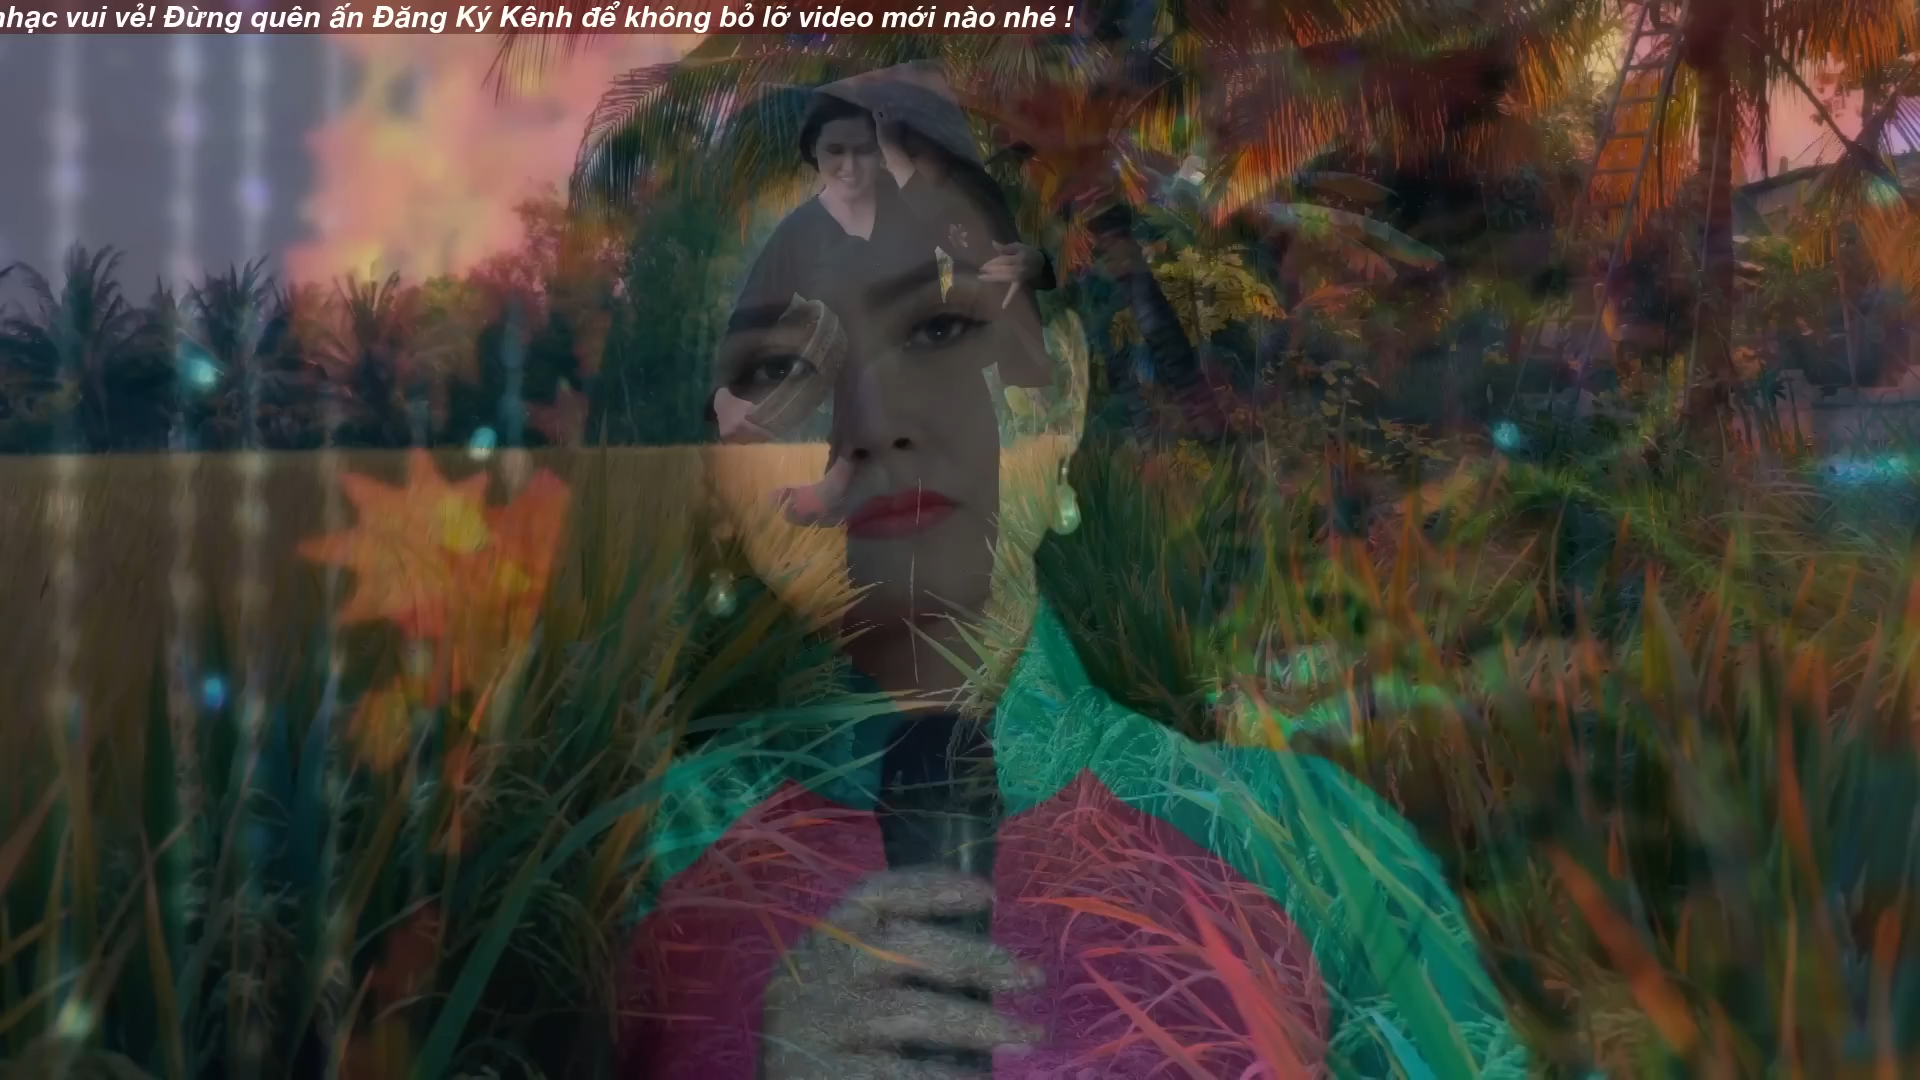 nhạc vui vẻ! Đừng quên ấn Đăng Ký Kênh để không bỏ lỡ video mới nào nhé !